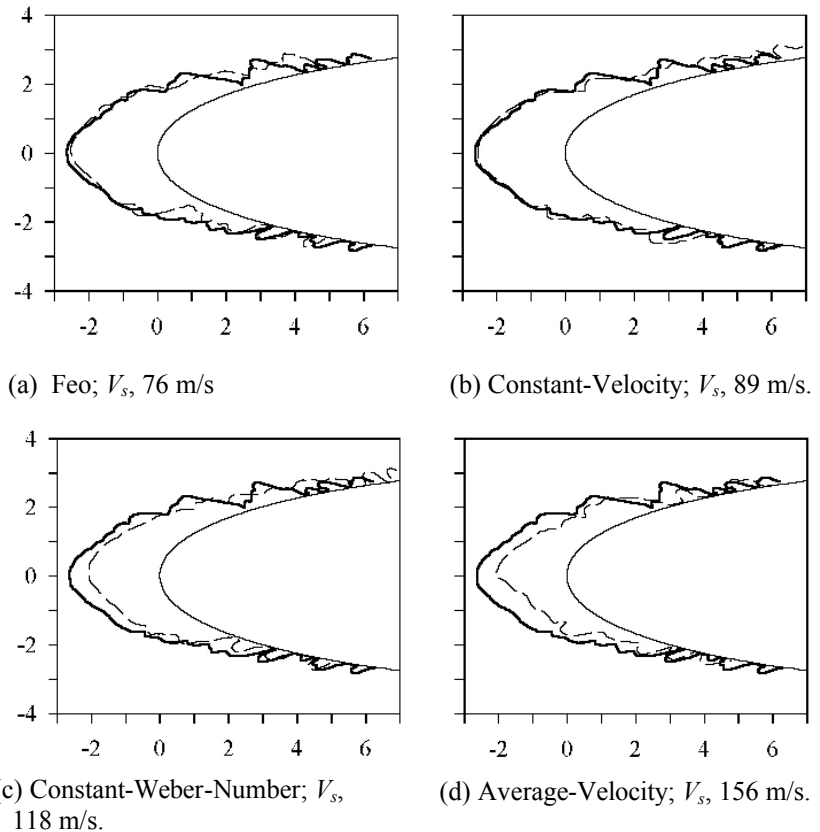 4
2
0
-2
-4
-2 0 2 4 6
-2 0 2 4 6
(a) Feo; Vs, 76 m/s
(b) Constant-Velocity; Vs, 89 m/s.
4
2
0
-2
-4
-2 0 2 4 6
-2 0 2 4 6
(c) Constant-Weber-Number; Vs,
118 m/s.
(d) Average-Velocity; Vs, 156 m/s.